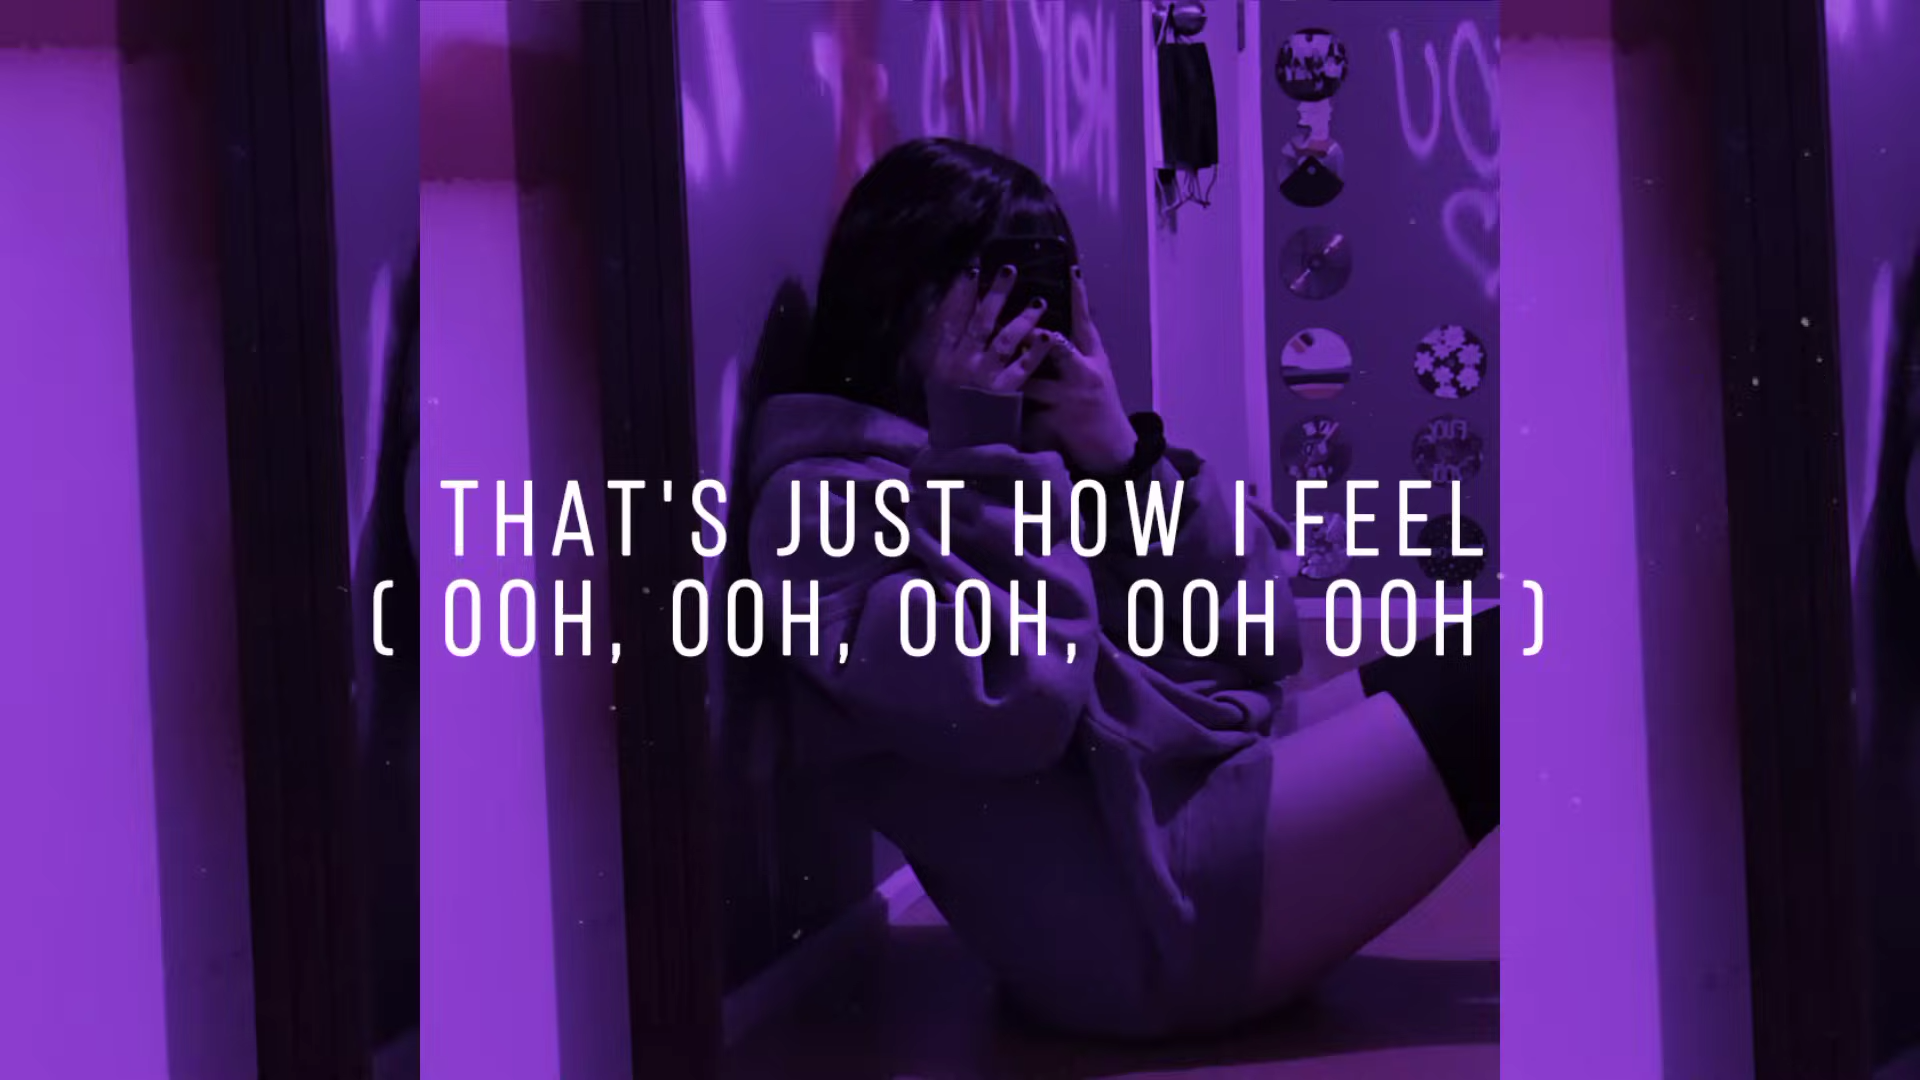 THAT'S JUST HOW I FEEL
( OOH, OOH, OOH, OOH OOH )